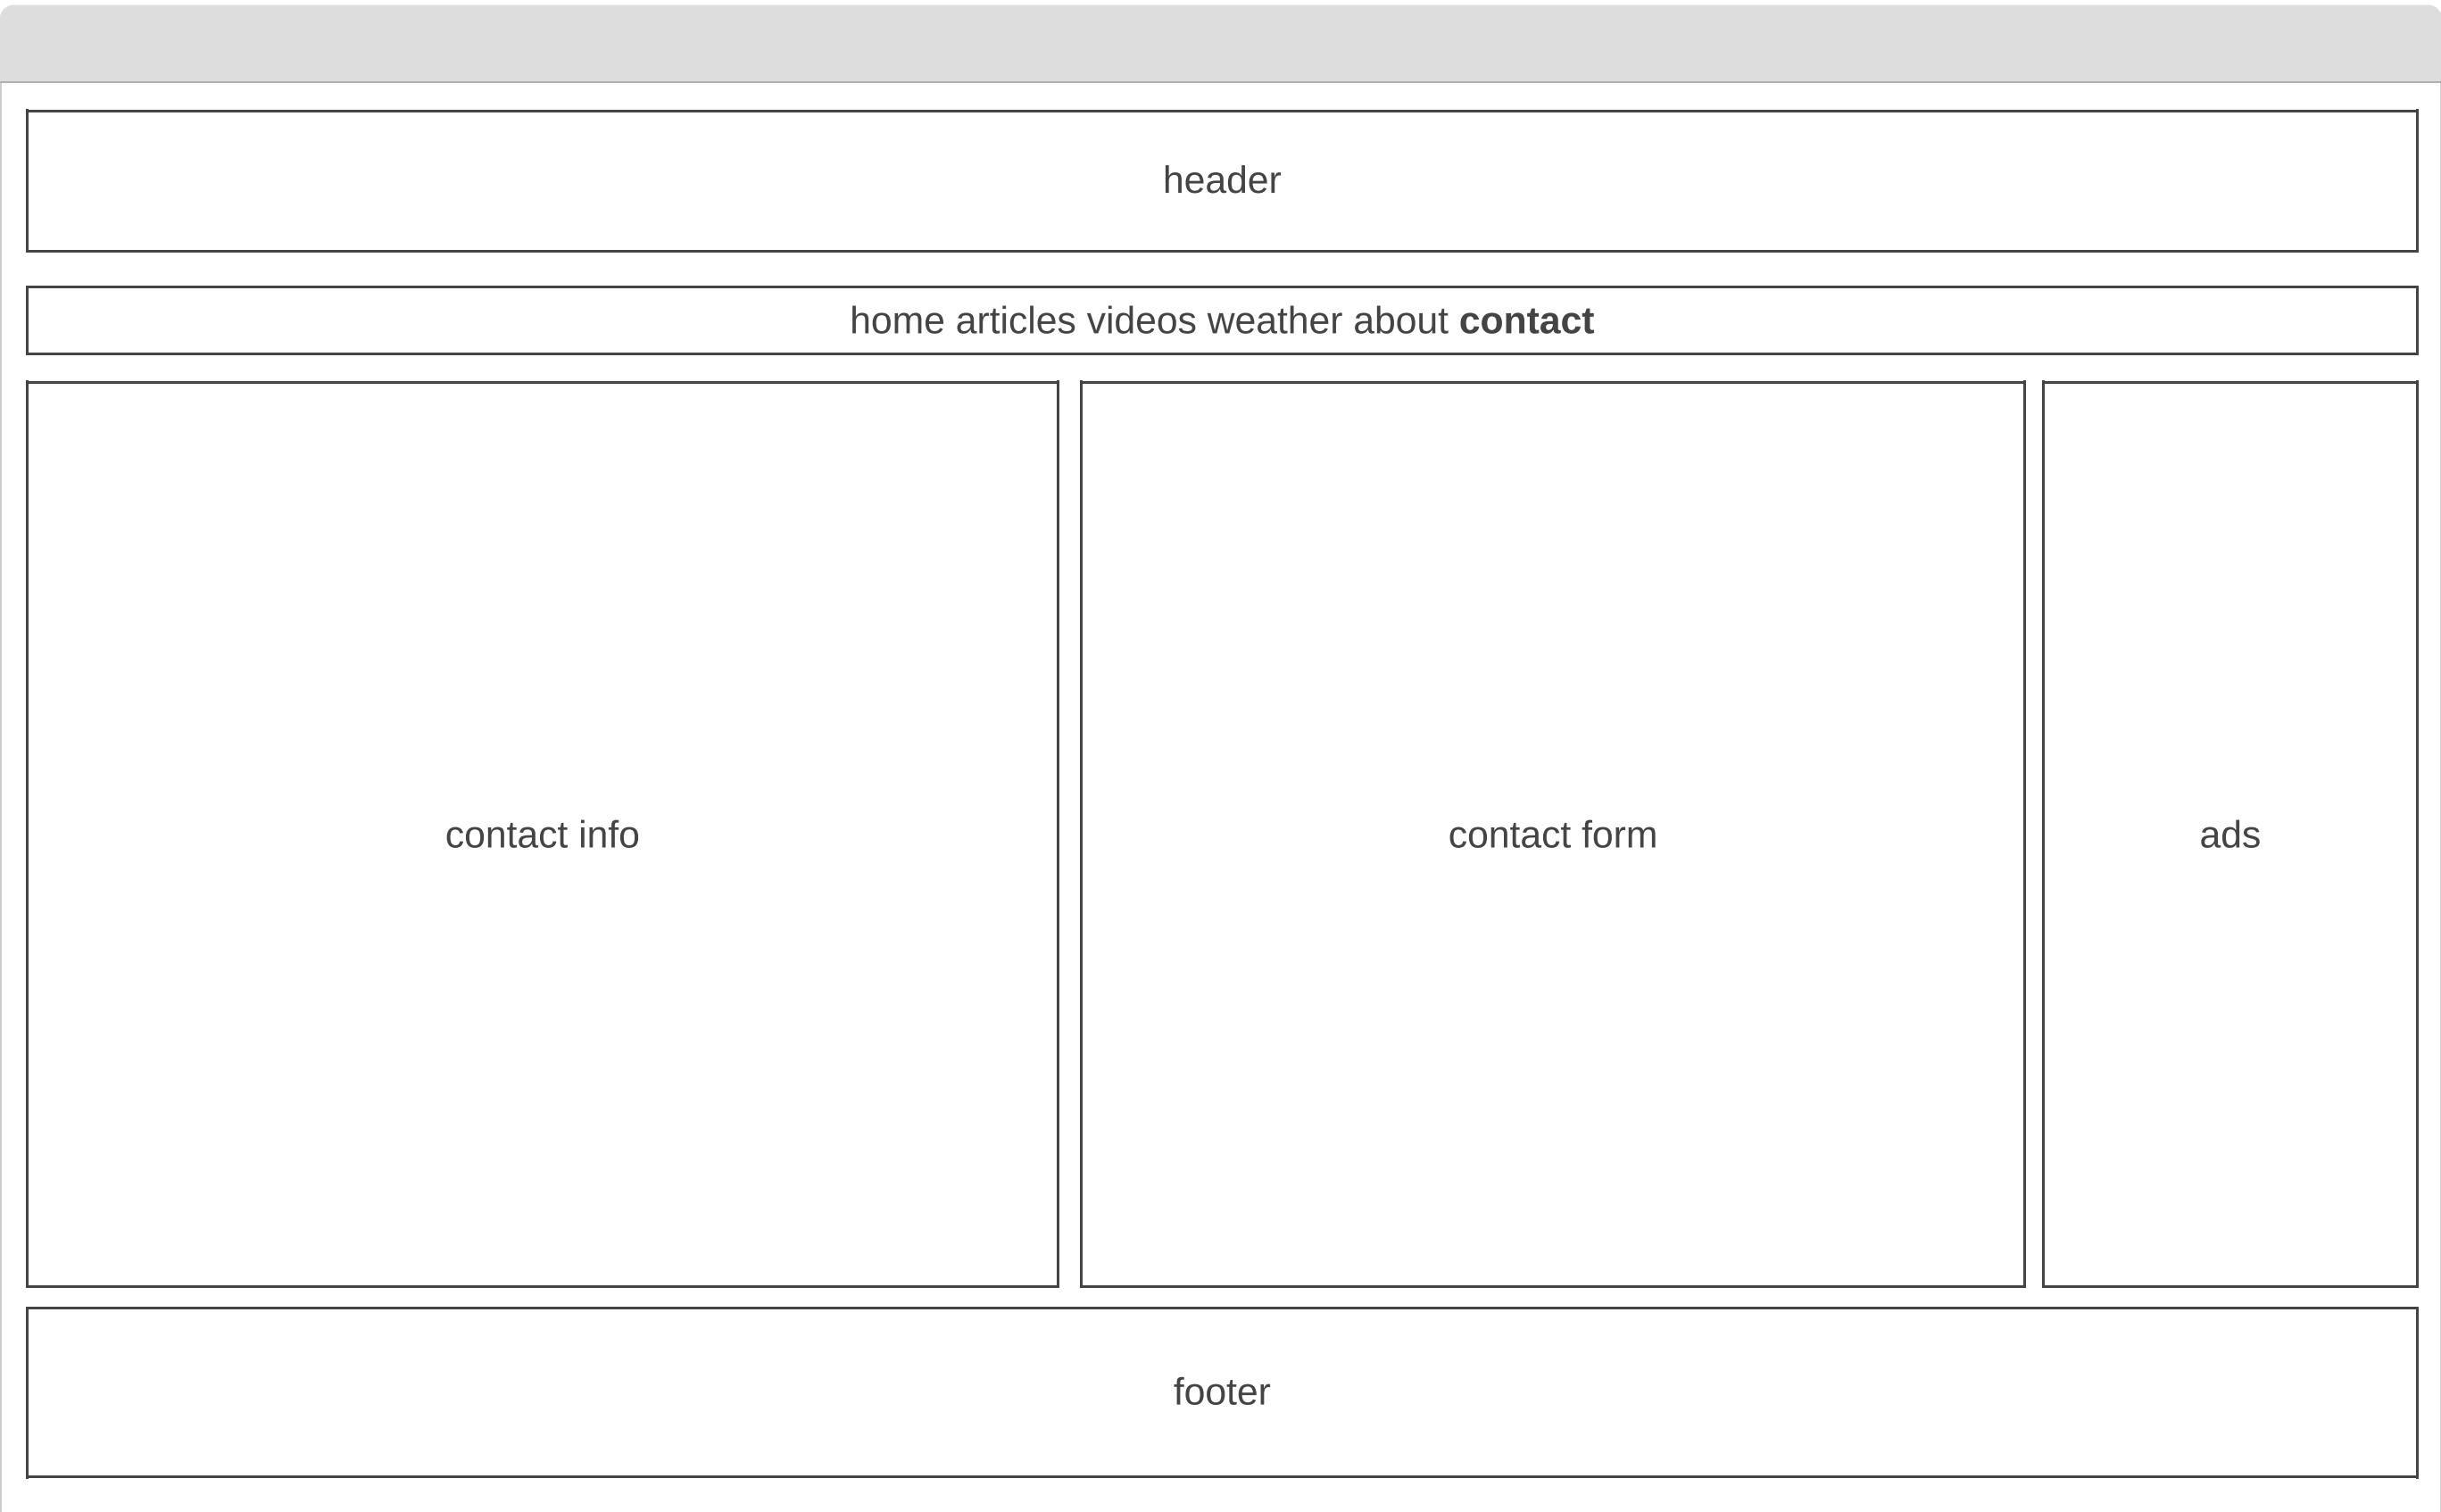 header
home articles videos weather about contact
contact info
contact form
ads
footer